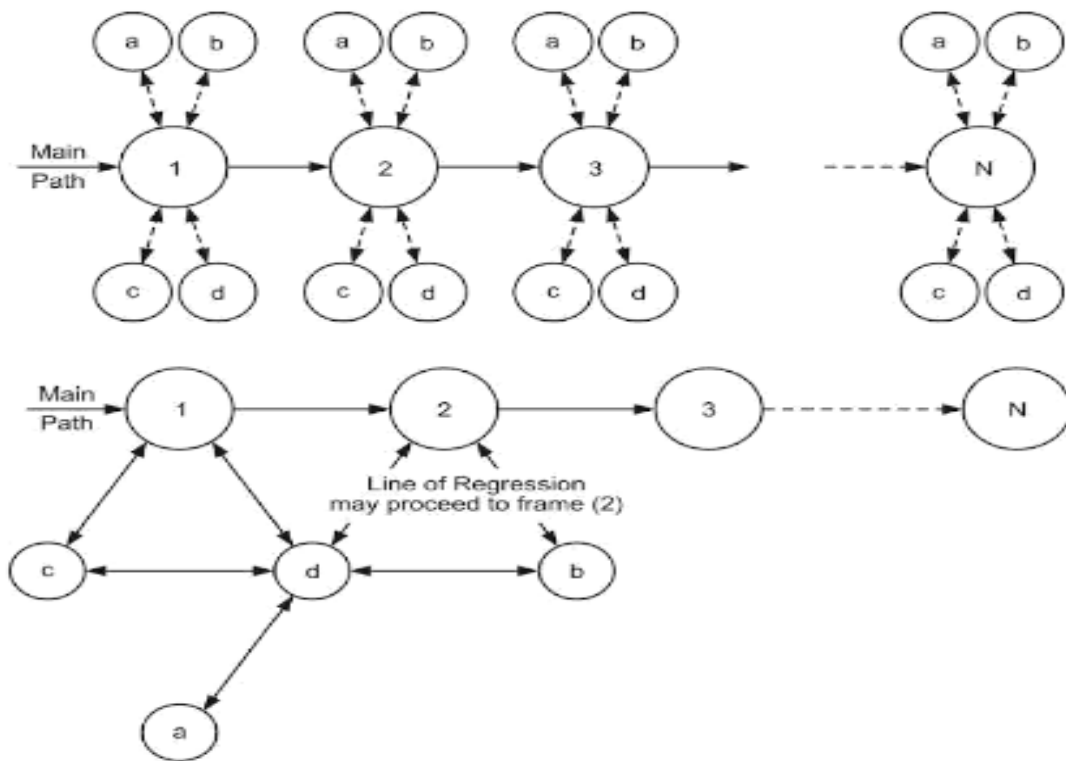 a b a b a b a b
Main
Path
1 2 3 N
c d c d c d c d
Main
Path
1 2 3 N
Line of Regression
may proceed to frame (2)
c d b
a